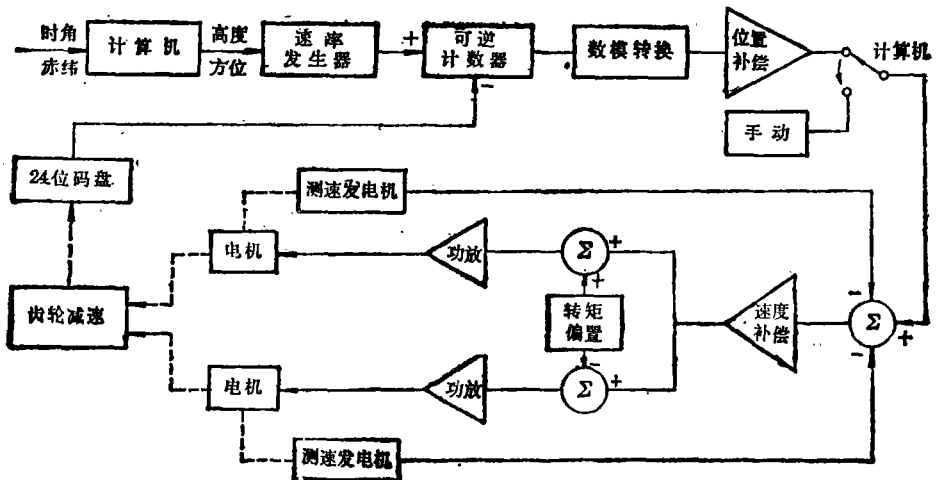 时角
赤纬
计算机
高度
方位
速率
发生器
+
可逆
计数器
-
数模转换
位置
补偿
计算机
手动
24位码盘
测速发电机
电机
功放
Σ
+
+
转矩
偏置
齿轮减速
速度
补偿
-
Σ
+
-
-
电机
功放
Σ
+
测速发电机